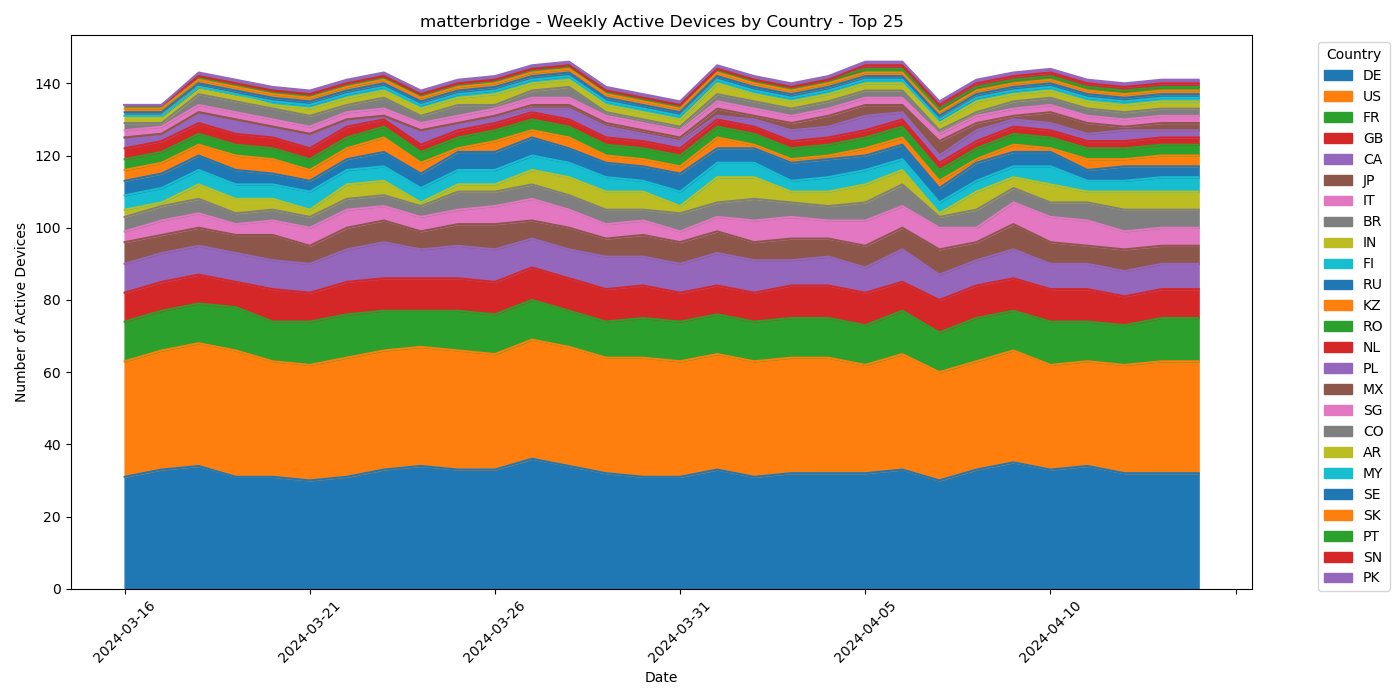 matterbridge - Weekly Active Devices by Country - Top 25
Number of Active Devices
140
120
100
80
60
40
20
0
2024-03-16
2024-03-21
2024-03-26
2024-03-31
2024-04-05
2024-04-10
Date
Country
DE
US
FR
GB
CA
JP
IT
BR
IN
FI
RU
KZ
RO
NL
PL
MX
SG
CO
AR
MY
SE
SK
PT
SN
PK